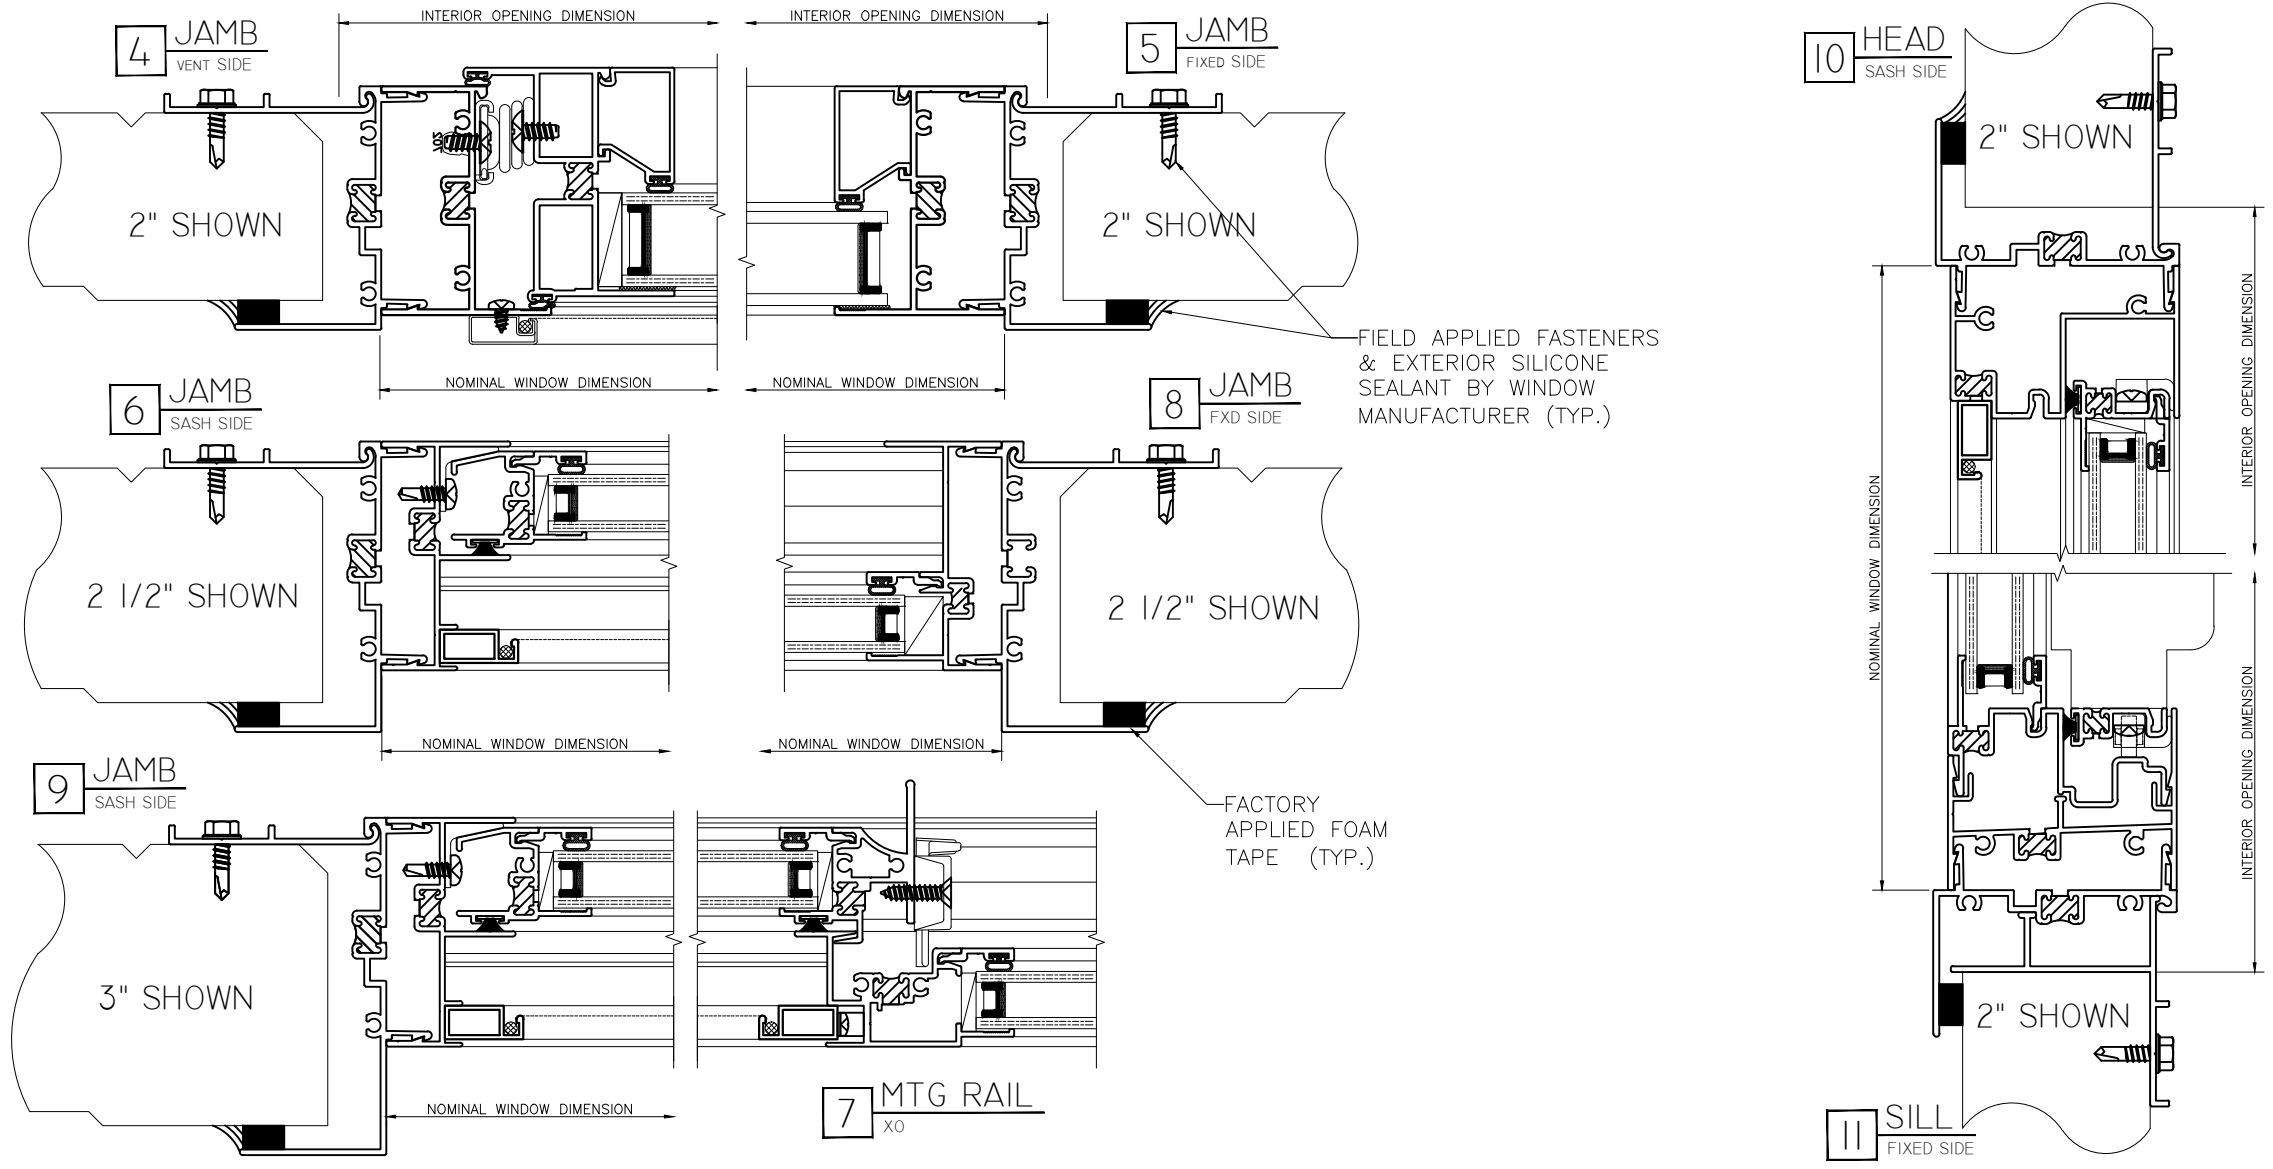 INTERIOR OPENING DIMENSION
INTERIOR OPENING DIMENSION
4 JAMB
VENT SIDE
5 JAMB
FIXED SIDE
10 HEAD
SASH SIDE
2" SHOWN
2" SHOWN
2" SHOWN
INTERIOR OPENING DIMENSION
NOMINAL WINDOW DIMENSION
FIELD APPLIED FASTENERS
& EXTERIOR SILICONE
SEALANT BY WINDOW
MANUFACTURER (TYP.)
NOMINAL WINDOW DIMENSION
NOMINAL WINDOW DIMENSION
6 JAMB
SASH SIDE
8 JAMB
FXD SIDE
2 1/2" SHOWN
2 1/2" SHOWN
NOMINAL WINDOW DIMENSION
NOMINAL WINDOW DIMENSION
INTERIOR OPENING DIMENSION
9 JAMB
SASH SIDE
FACTORY
APPLIED FOAM
TAPE (TYP.)
3" SHOWN
2" SHOWN
NOMINAL WINDOW DIMENSION
7 MTG RAIL
XO
11 SILL
FIXED SIDE